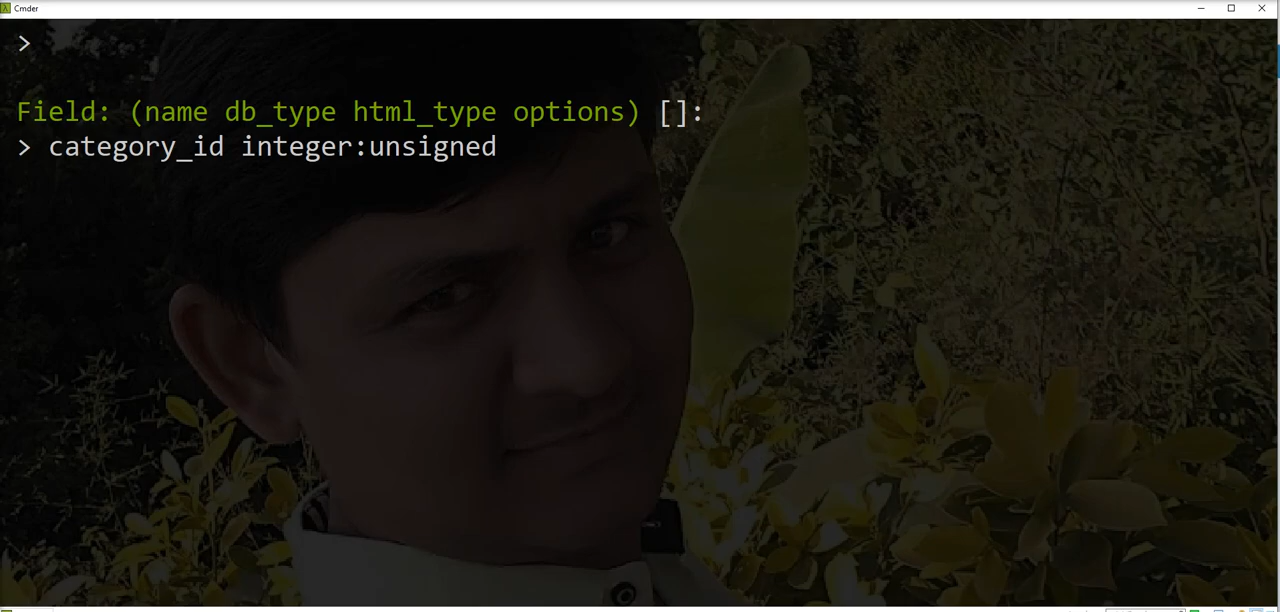 Cmder
>
Field: (name db_type html_type options) []:
> category_id integer:unsigned